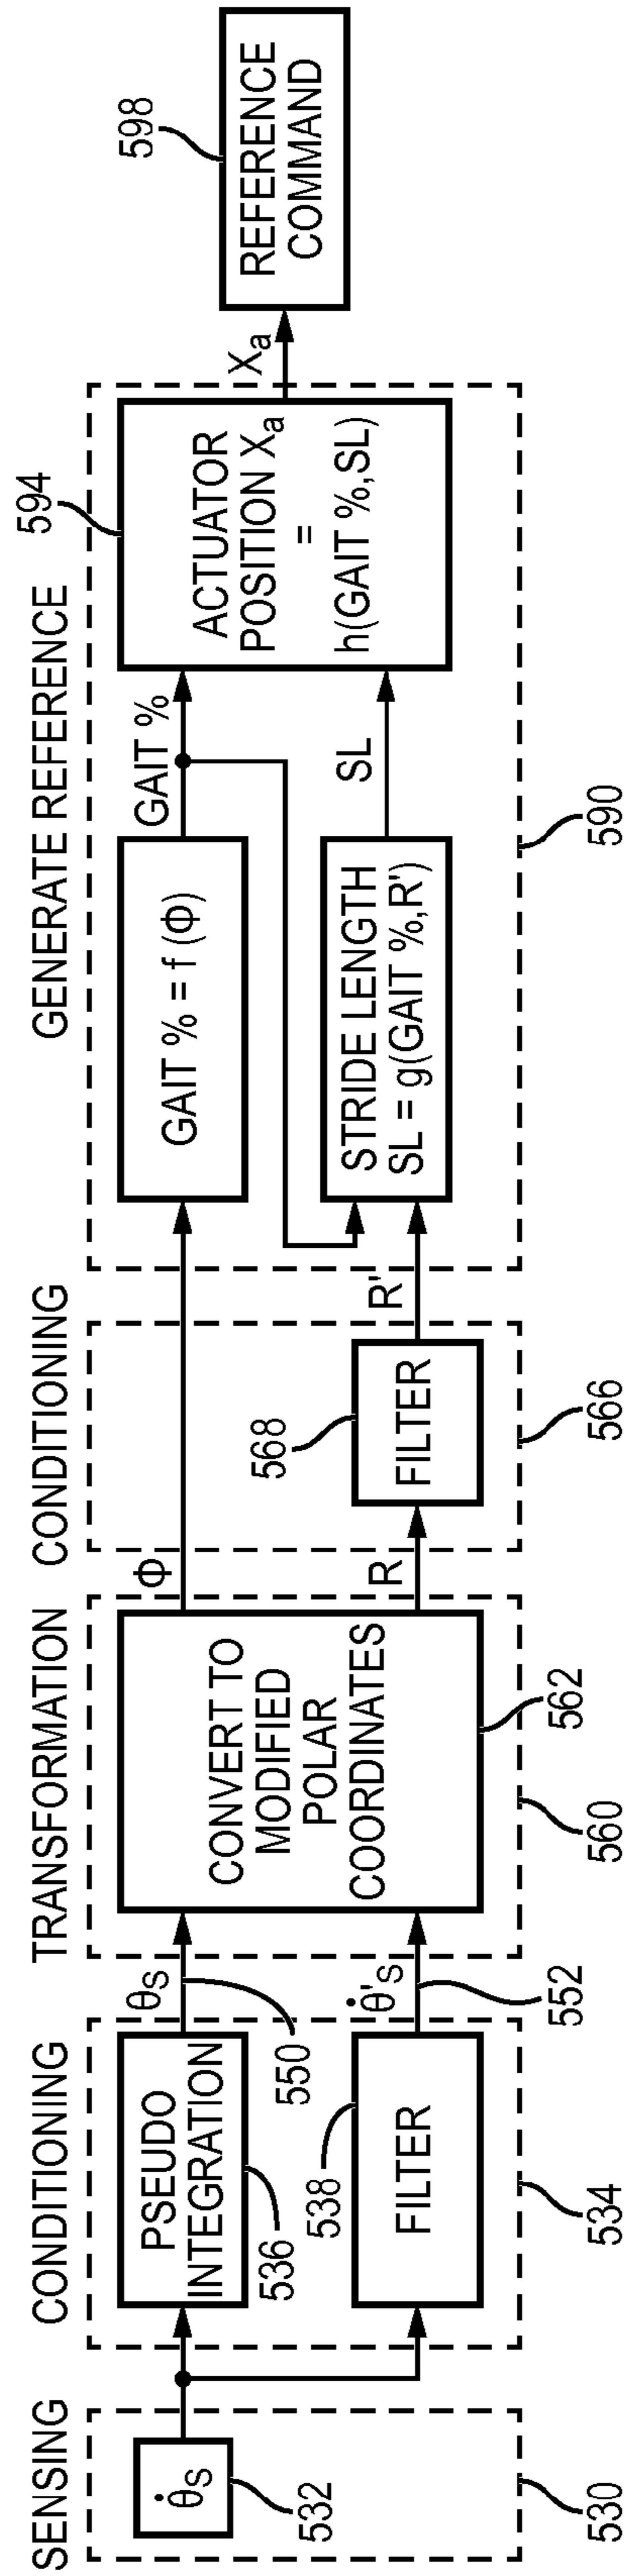 SENSING
θ̇S
532
530
CONDITIONING
PSEUDO
INTEGRATION
536
538
FILTER
534
θS
550
θ̇'S
552
TRANSFORMATION
CONVERT TO
MODIFIED
POLAR
COORDINATES
562
560
Φ
R
CONDITIONING
568
FILTER
566
R'
GENERATE REFERENCE
GAIT % = f (Φ)
GAIT %
STRIDE LENGTH
SL = g(GAIT %,R')
SL
594
ACTUATOR
POSITION Xa
=
h(GAIT %,SL)
590
Xa
598
REFERENCE
COMMAND